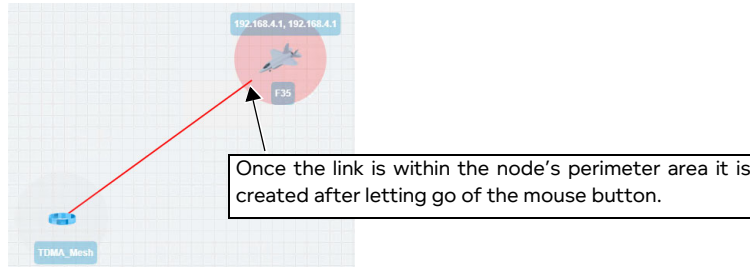 192.168.4.1, 192.168.4.1
F35
Once the link is within the node’s perimeter area it is
created after letting go of the mouse button.
TDMA_Mesh